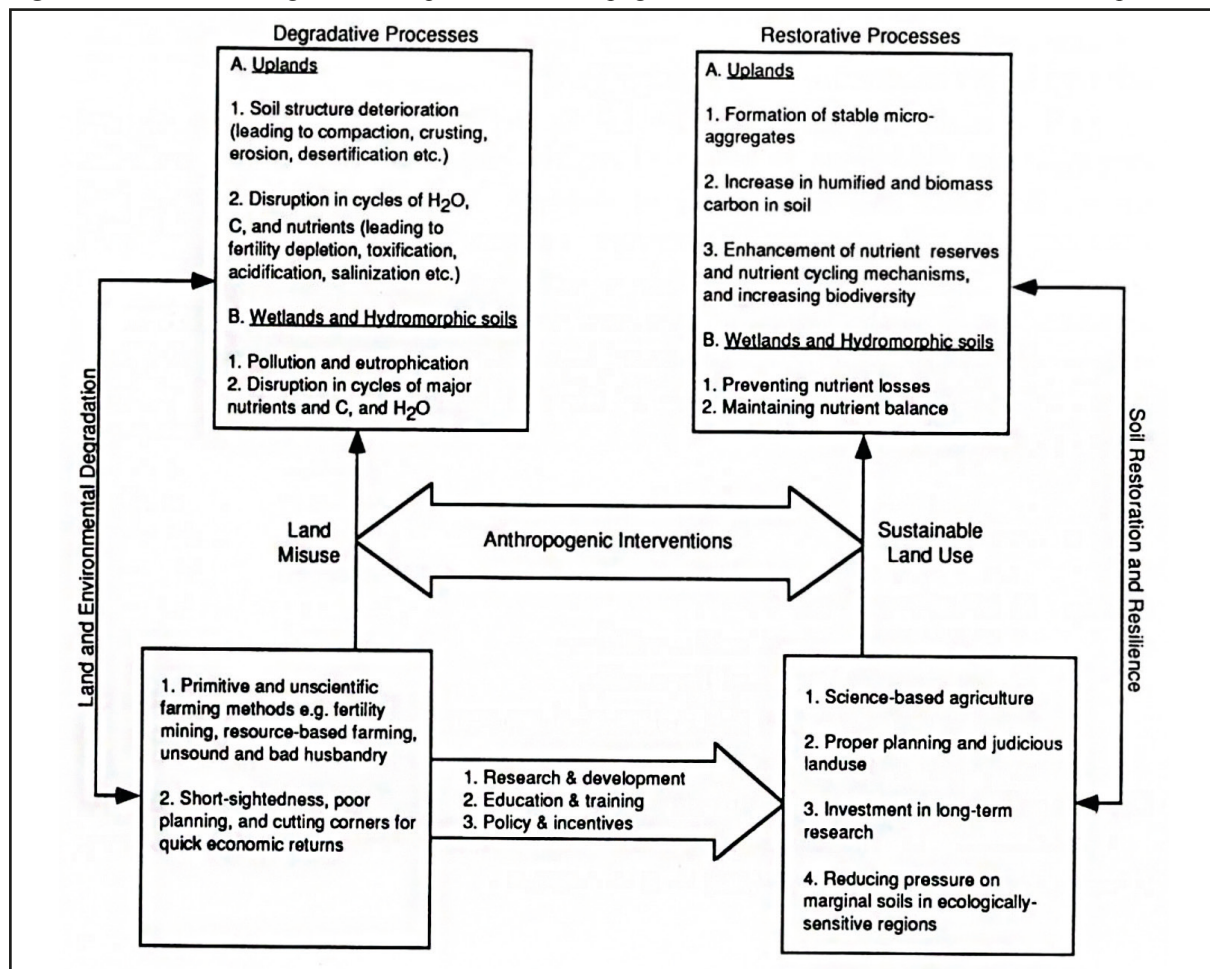 Degradative Processes
A. Uplands
1. Soil structure deterioration
(leading to compaction, crusting,
erosion, desertification etc.)
2. Disruption in cycles of H₂O,
C, and nutrients (leading to
fertility depletion, toxification,
acidification, salinization etc.)
B. Wetlands and Hydromorphic soils
1. Pollution and eutrophication
2. Disruption in cycles of major
nutrients and C, and H₂O
Restorative Processes
A. Uplands
1. Formation of stable micro-
aggregates
2. Increase in humified and biomass
carbon in soil
3. Enhancement of nutrient reserves
and nutrient cycling mechanisms,
and increasing biodiversity
B. Wetlands and Hydromorphic soils
1. Preventing nutrient losses
2. Maintaining nutrient balance
Land and Environmental Degradation
Land
Misuse
Anthropogenic Interventions
Sustainable
Land Use
Soil Restoration and Resilience
1. Primitive and unscientific
farming methods e.g. fertility
mining, resource-based farming,
unsound and bad husbandry
2. Short-sightedness, poor
planning, and cutting corners for
quick economic returns
1. Research & development
2. Education & training
3. Policy & incentives
1. Science-based agriculture
2. Proper planning and judicious
landuse
3. Investment in long-term
research
4. Reducing pressure on
marginal soils in ecologically-
sensitive regions